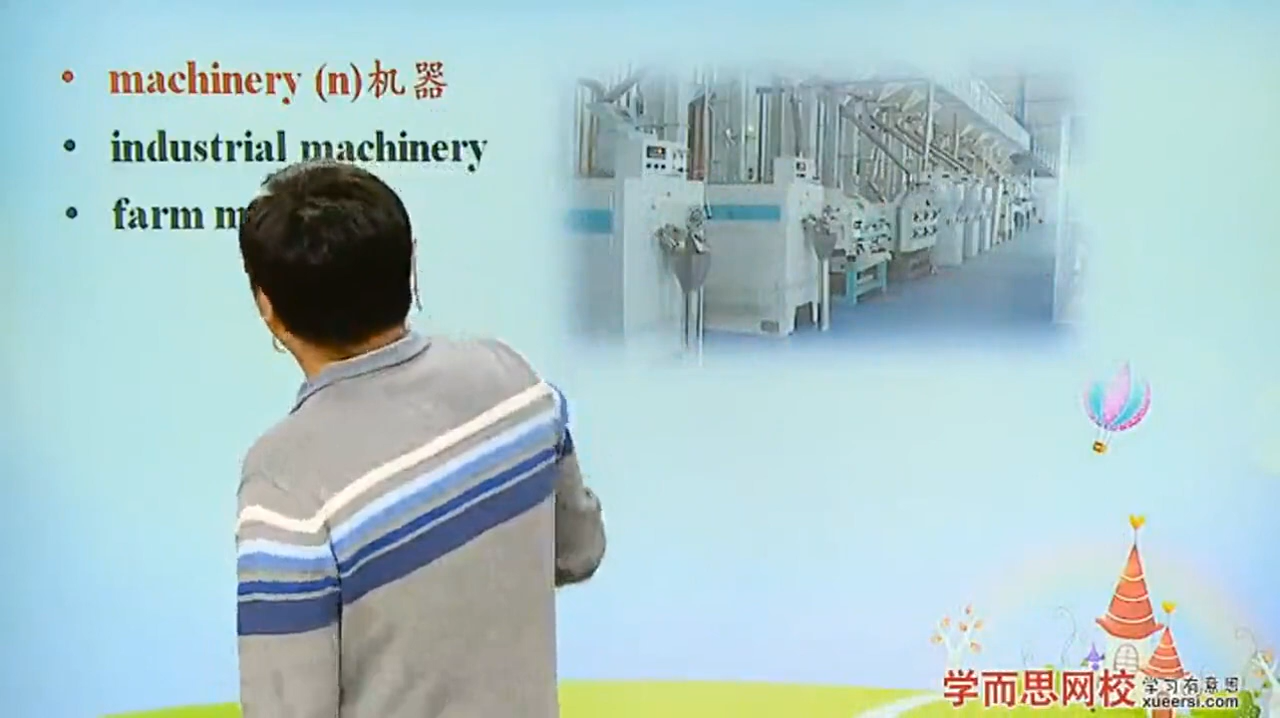 machinery (n)机器
industrial machinery
farm
学而思网校
学习有意思
xueersi.com